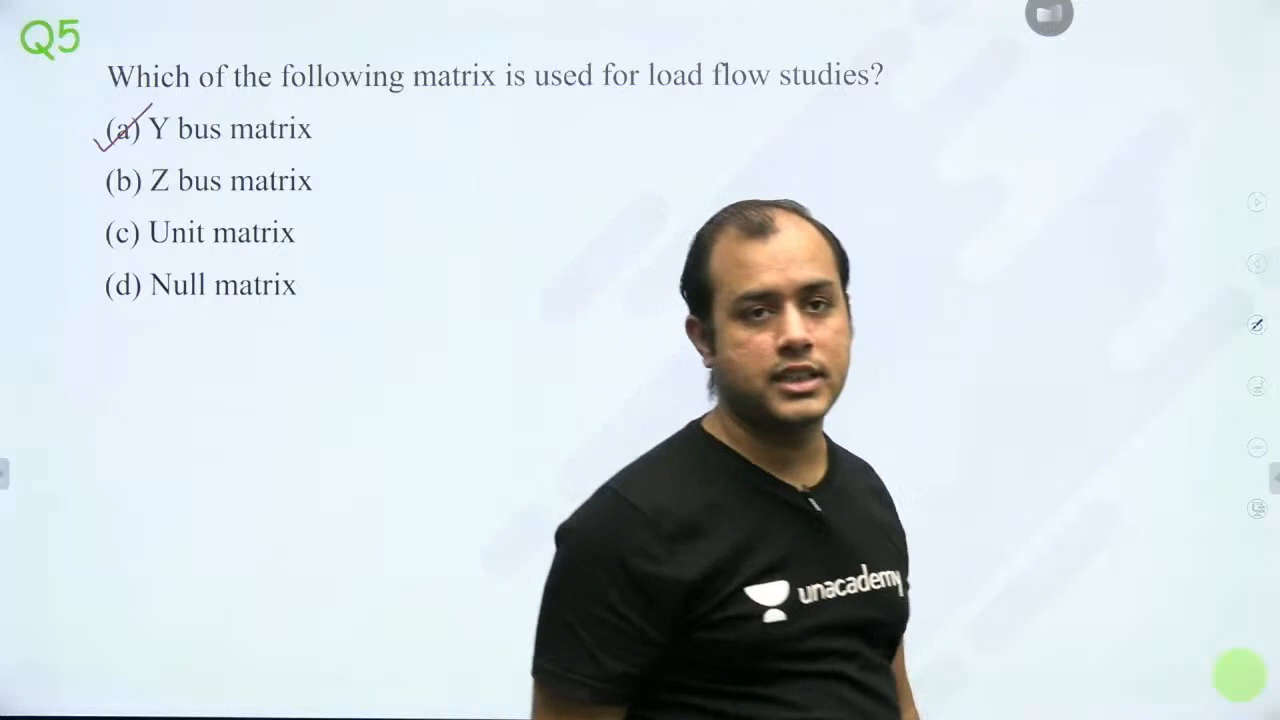 Q5
Which of the following matrix is used for load flow studies?
(a) Y bus matrix
(b) Z bus matrix
(c) Unit matrix
(d) Null matrix
unacademy